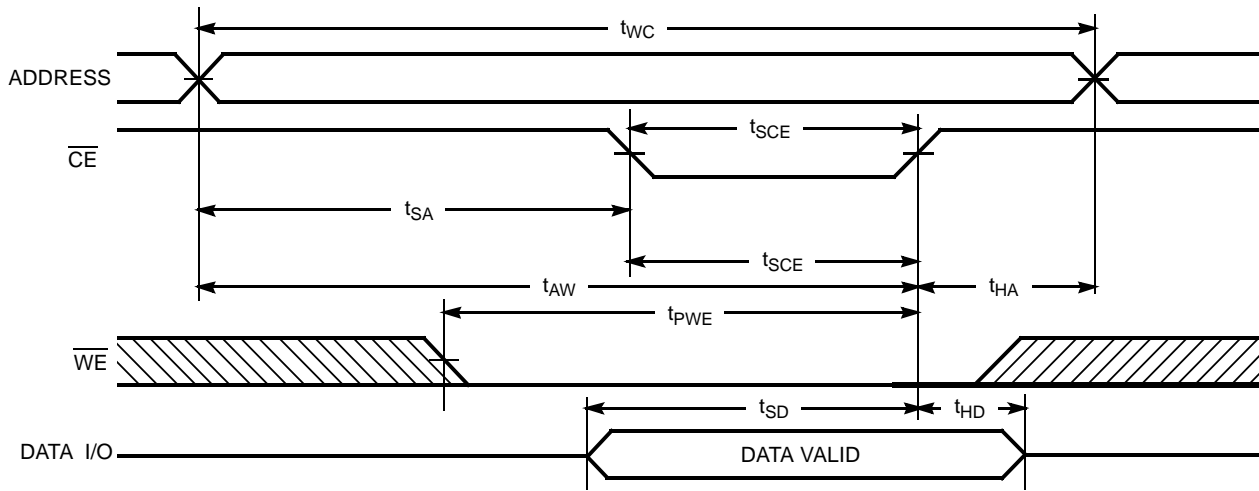 tWC
ADDRESS
tSCE
CE
tSA
tSCE
tAW
tHA
tPWE
WE
tSD
tHD
DATA I/O
DATA VALID